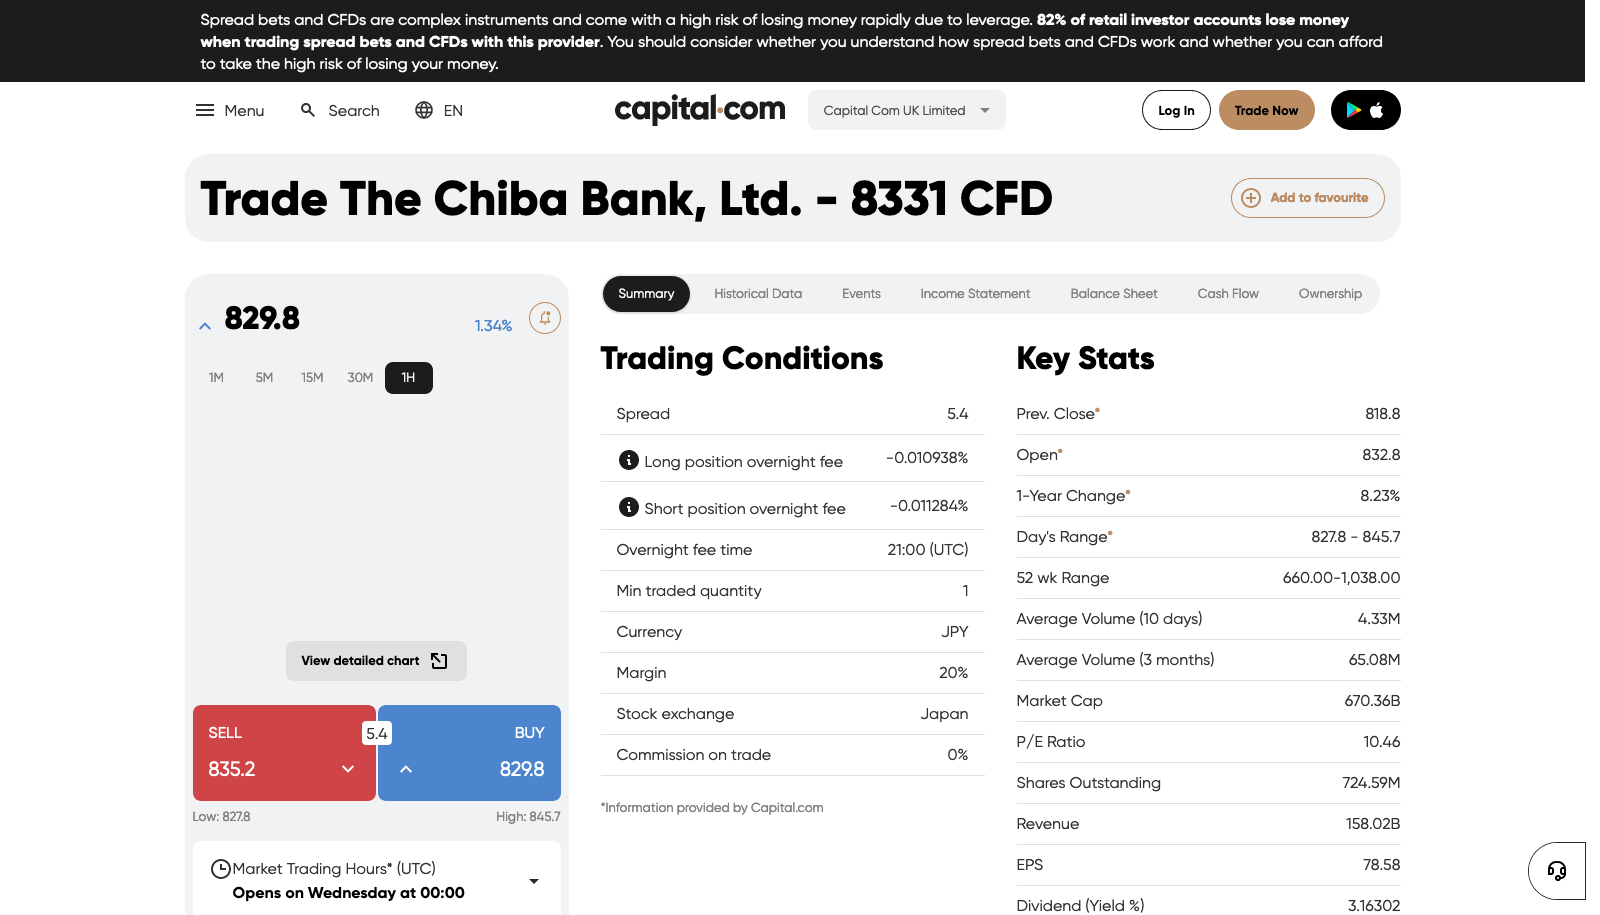 Spread bets and CFDs are complex instruments and come with a high risk of losing money rapidly due to leverage. 82% of retail investor accounts lose money
when trading spread bets and CFDs with this provider. You should consider whether you understand how spread bets and CFDs work and whether you can afford
to take the high risk of losing your money.
Menu Search EN capital.com Capital Com UK Limited Log In Trade Now
Trade The Chiba Bank, Ltd. - 8331 CFD Add to favourite
829.8 1.34%
1M 5M 15M 30M 1H
View detailed chart
SELL 5.4 BUY
835.2 829.8
Low: 827.8 High: 845.7
Market Trading Hours* (UTC)
Opens on Wednesday at 00:00
Summary Historical Data Events Income Statement Balance Sheet Cash Flow Ownership
Trading Conditions
Spread 5.4
Long position overnight fee -0.010938%
Short position overnight fee -0.011284%
Overnight fee time 21:00 (UTC)
Min traded quantity 1
Currency JPY
Margin 20%
Stock exchange Japan
Commission on trade 0%
*Information provided by Capital.com
Key Stats
Prev. Close* 818.8
Open* 832.8
1-Year Change* 8.23%
Day's Range* 827.8 - 845.7
52 wk Range 660.00-1,038.00
Average Volume (10 days) 4.33M
Average Volume (3 months) 65.08M
Market Cap 670.36B
P/E Ratio 10.46
Shares Outstanding 724.59M
Revenue 158.02B
EPS 78.58
Dividend (Yield %) 3.16302